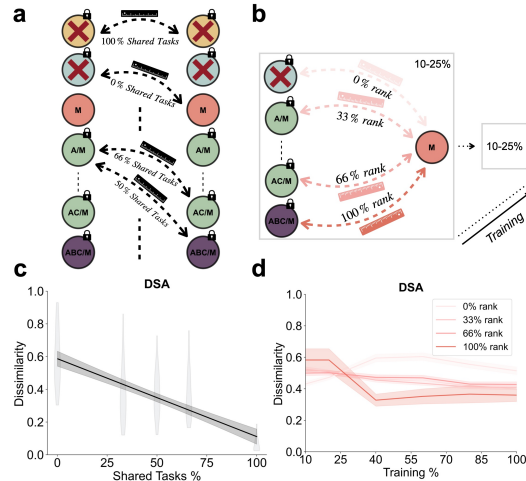 a
100 % Shared Tasks
0 % Shared Tasks
M
M
A/M
A/M
66 % Shared Tasks
50 % Shared Tasks
AC/M
AC/M
ABC/M
ABC/M
b
10-25%
0% rank
A/M
33% rank
M
10-25%
66 % rank
AC/M
100 % rank
ABC/M
Training
c
DSA
Dissimilarity
1.0
0.8
0.6
0.4
0.2
0.0
0
25
50
75
100
Shared Tasks %
d
DSA
Dissimilarity
1.0
0.8
0.6
0.4
0.2
0.0
0% rank
33% rank
66% rank
100% rank
10
25
40
55
70
85
100
Training %